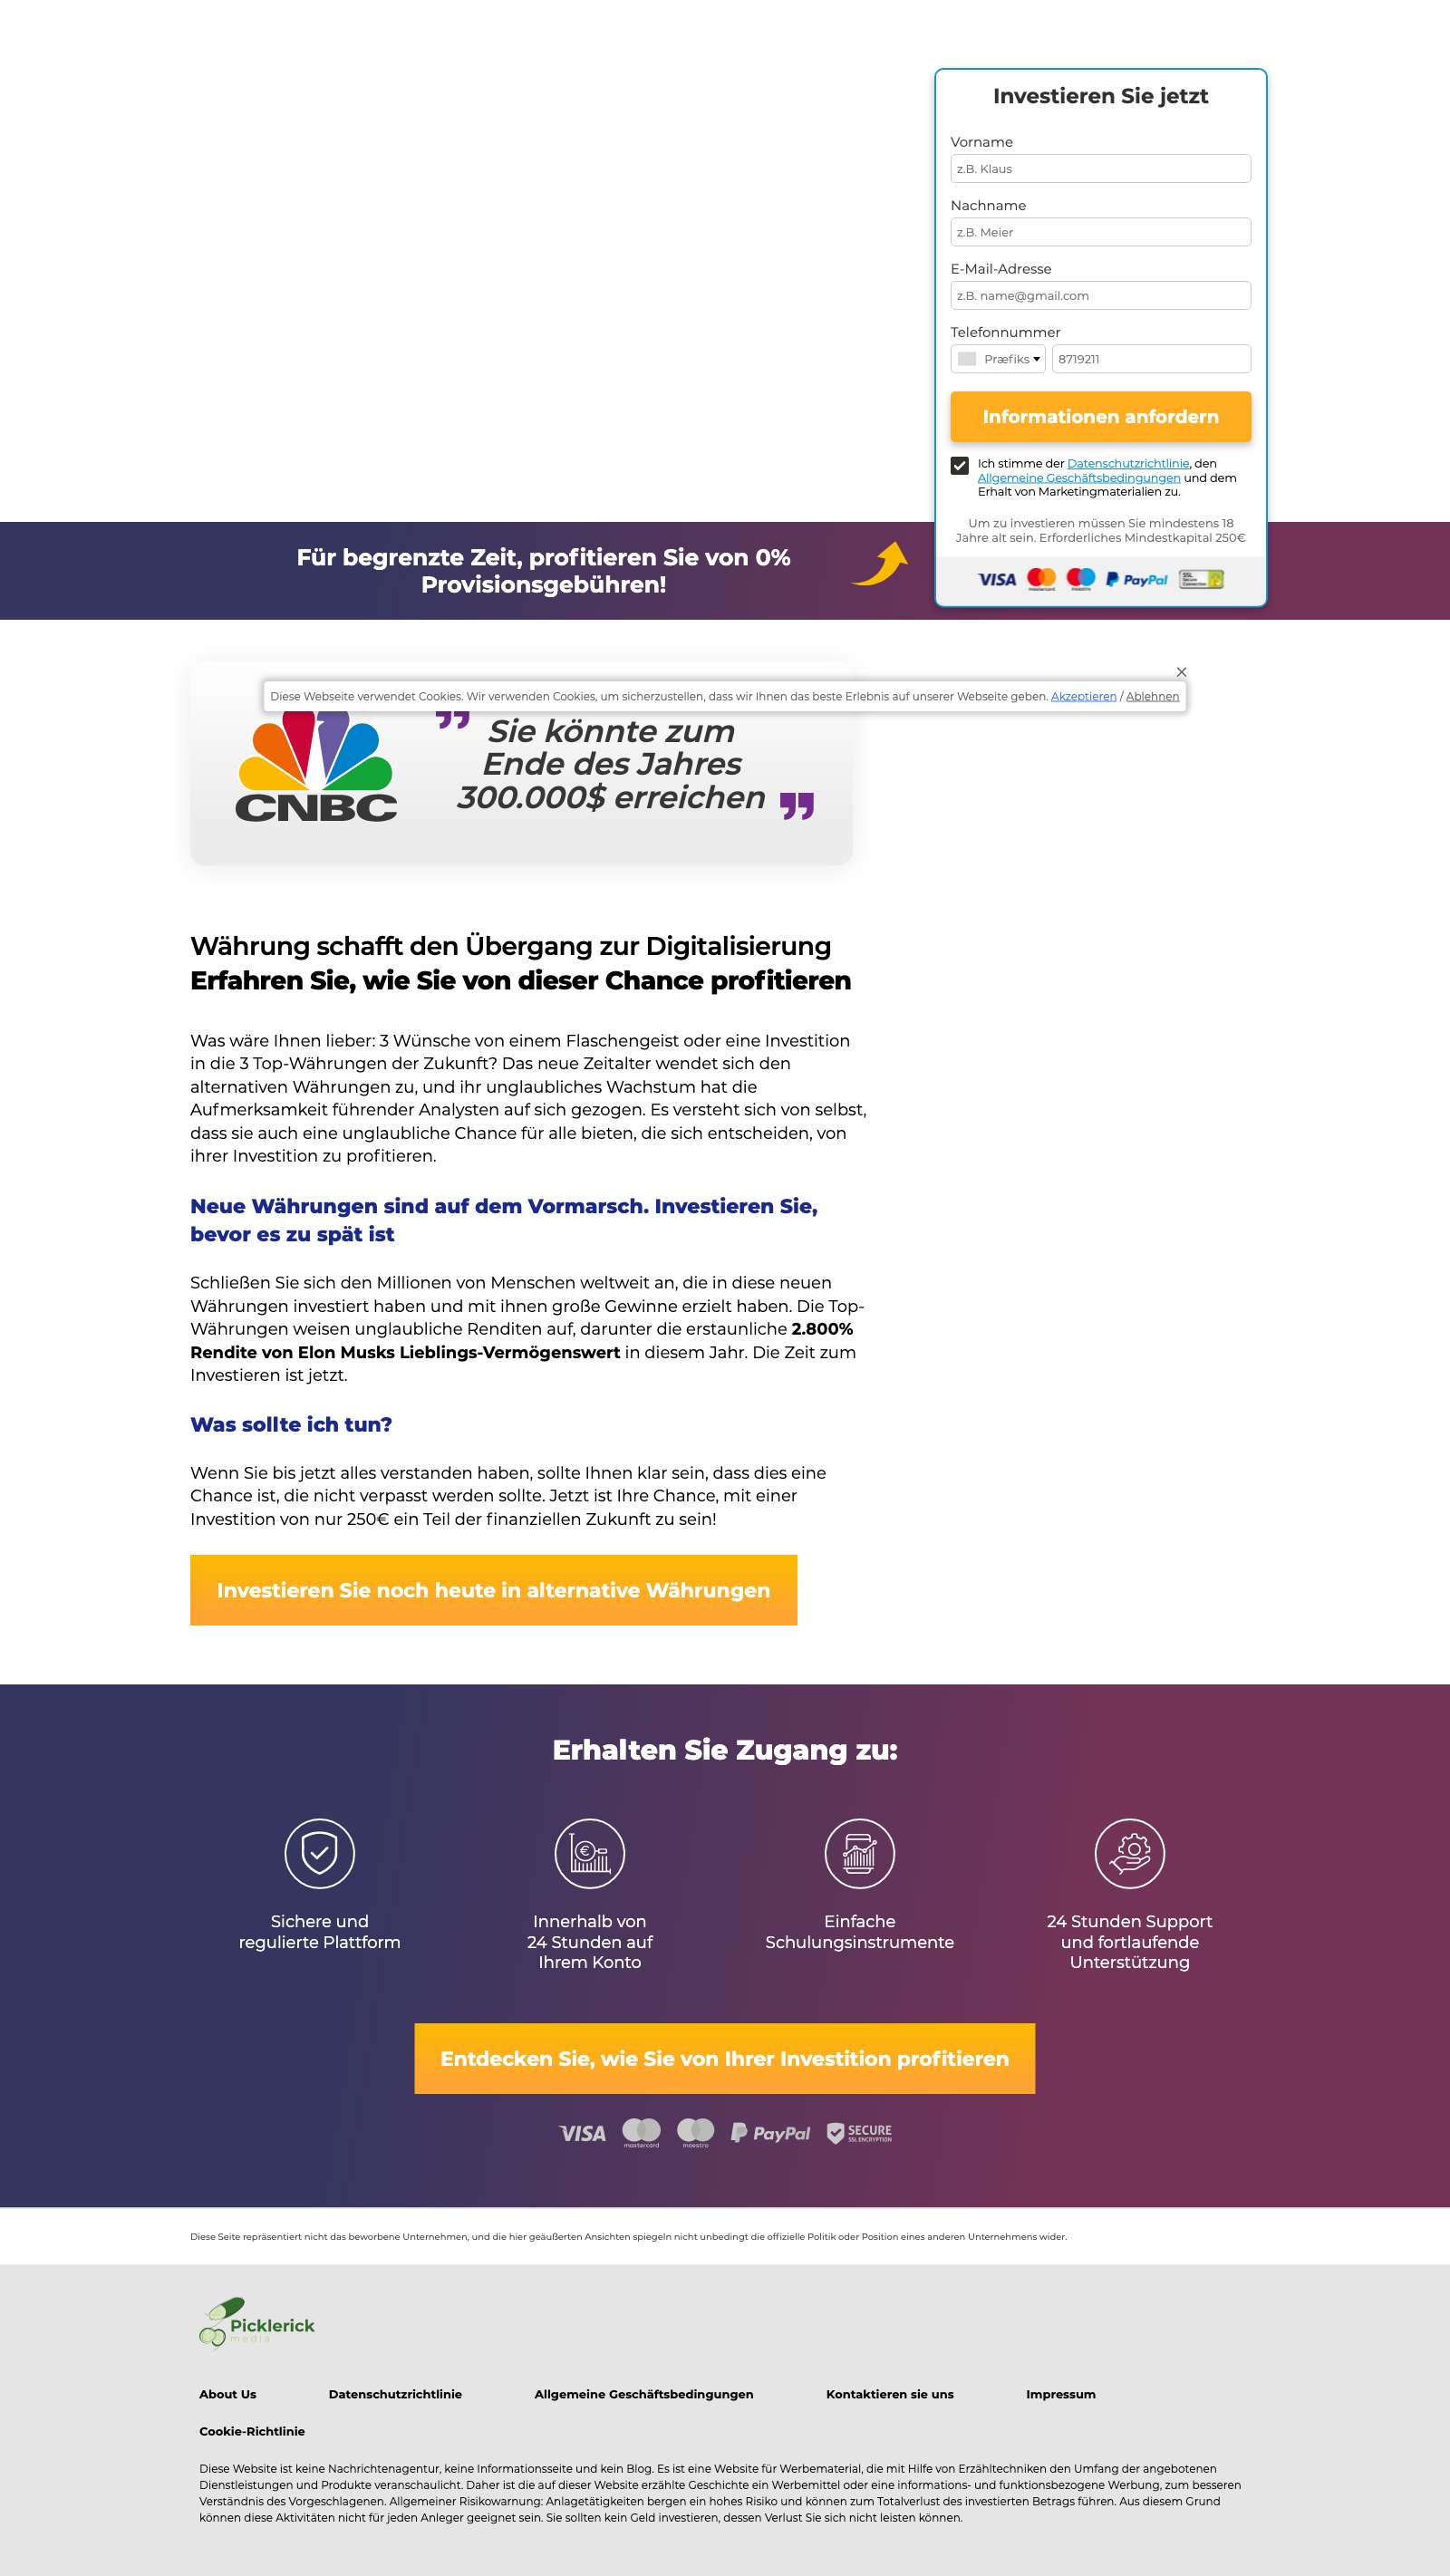 Investieren Sie jetzt
Vorname
z.B. Klaus
Nachname
z.B. Meier
E-Mail-Adresse
z.B. name@gmail.com
Telefonnummer
Præfiks
8719211
Informationen anfordern
Ich stimme der Datenschutzrichtlinie, den
Allgemeine Geschäftsbedingungen und dem
Erhalt von Marketingmaterialien zu.
Um zu investieren müssen Sie mindestens 18
Jahre alt sein. Erforderliches Mindestkapital 250€
VISA mastercard maestro PayPal SSL Secure Connection
Für begrenzte Zeit, profitieren Sie von 0%
Provisionsgebühren!
Diese Webseite verwendet Cookies. Wir verwenden Cookies, um sicherzustellen, dass wir Ihnen das beste Erlebnis auf unserer Webseite geben. Akzeptieren / Ablehnen
CNBC
” Sie könnte zum
Ende des Jahres
300.000$ erreichen ”
Währung schafft den Übergang zur Digitalisierung
Erfahren Sie, wie Sie von dieser Chance profitieren
Was wäre Ihnen lieber: 3 Wünsche von einem Flaschengeist oder eine Investition
in die 3 Top-Währungen der Zukunft? Das neue Zeitalter wendet sich den
alternativen Währungen zu, und ihr unglaubliches Wachstum hat die
Aufmerksamkeit führender Analysten auf sich gezogen. Es versteht sich von selbst,
dass sie auch eine unglaubliche Chance für alle bieten, die sich entscheiden, von
ihrer Investition zu profitieren.
Neue Währungen sind auf dem Vormarsch. Investieren Sie,
bevor es zu spät ist
Schließen Sie sich den Millionen von Menschen weltweit an, die in diese neuen
Währungen investiert haben und mit ihnen große Gewinne erzielt haben. Die Top-
Währungen weisen unglaubliche Renditen auf, darunter die erstaunliche 2.800%
Rendite von Elon Musks Lieblings-Vermögenswert in diesem Jahr. Die Zeit zum
Investieren ist jetzt.
Was sollte ich tun?
Wenn Sie bis jetzt alles verstanden haben, sollte Ihnen klar sein, dass dies eine
Chance ist, die nicht verpasst werden sollte. Jetzt ist Ihre Chance, mit einer
Investition von nur 250€ ein Teil der finanziellen Zukunft zu sein!
Investieren Sie noch heute in alternative Währungen
Erhalten Sie Zugang zu:
Sichere und
regulierte Plattform
Innerhalb von
24 Stunden auf
Ihrem Konto
Einfache
Schulungsinstrumente
24 Stunden Support
und fortlaufende
Unterstützung
Entdecken Sie, wie Sie von Ihrer Investition profitieren
VISA mastercard maestro PayPal SECURE SSL ENCRYPTION
Diese Seite repräsentiert nicht das beworbene Unternehmen, und die hier geäußerten Ansichten spiegeln nicht unbedingt die offizielle Politik oder Position eines anderen Unternehmens wider.
Picklerick
media
About Us
Datenschutzrichtlinie
Allgemeine Geschäftsbedingungen
Kontaktieren sie uns
Impressum
Cookie-Richtlinie
Diese Website ist keine Nachrichtenagentur, keine Informationsseite und kein Blog. Es ist eine Website für Werbematerial, die mit Hilfe von Erzähltechniken den Umfang der angebotenen
Dienstleistungen und Produkte veranschaulicht. Daher ist die auf dieser Website erzählte Geschichte ein Werbemittel oder eine informations- und funktionsbezogene Werbung, zum besseren
Verständnis des Vorgeschlagenen. Allgemeiner Risikowarnung: Anlagetätigkeiten bergen ein hohes Risiko und können zum Totalverlust des investierten Betrags führen. Aus diesem Grund
können diese Aktivitäten nicht für jeden Anleger geeignet sein. Sie sollten kein Geld investieren, dessen Verlust Sie sich nicht leisten können.